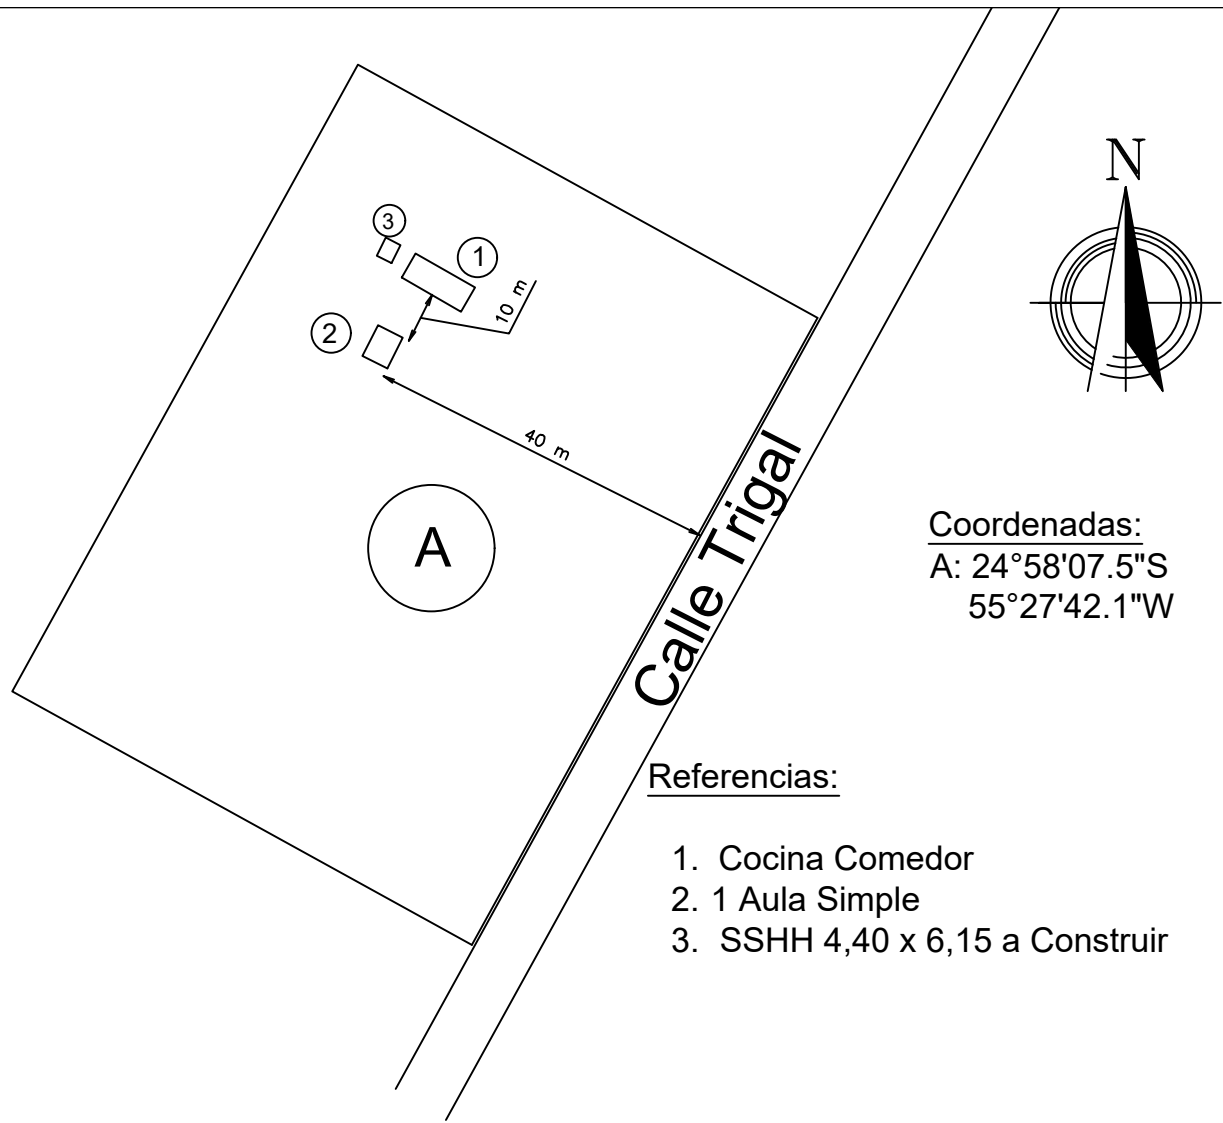 N
3
1
10 m
2
40 m
A
Calle Trigal
Coordenadas:
A: 24°58'07.5"S
55°27'42.1"W
Referencias:
1. Cocina Comedor
2. 1 Aula Simple
3. SSHH 4,40 x 6,15 a Construir